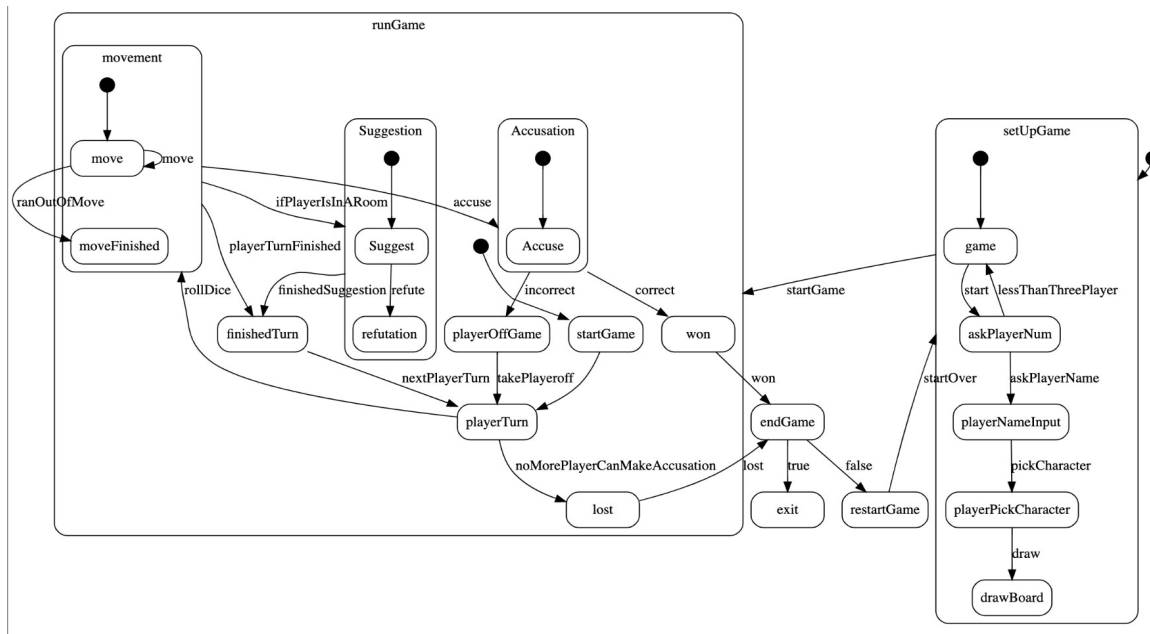 runGame
movement
Suggestion
Accusation
setUpGame
move
move
ranOutOfMove
ifPlayerIsInARoom
accuse
moveFinished
playerTurnFinished
Suggest
Accuse
game
rollDice
finishedSuggestion
refute
incorrect
correct
startGame
start
lessThanThreePlayer
finishedTurn
refutation
playerOffGame
startGame
won
askPlayerNum
nextPlayerTurn
takePlayeroff
won
startOver
askPlayerName
playerTurn
endGame
playerNameInput
noMorePlayerCanMakeAccusation
lost
true
false
pickCharacter
lost
exit
restartGame
playerPickCharacter
draw
drawBoard